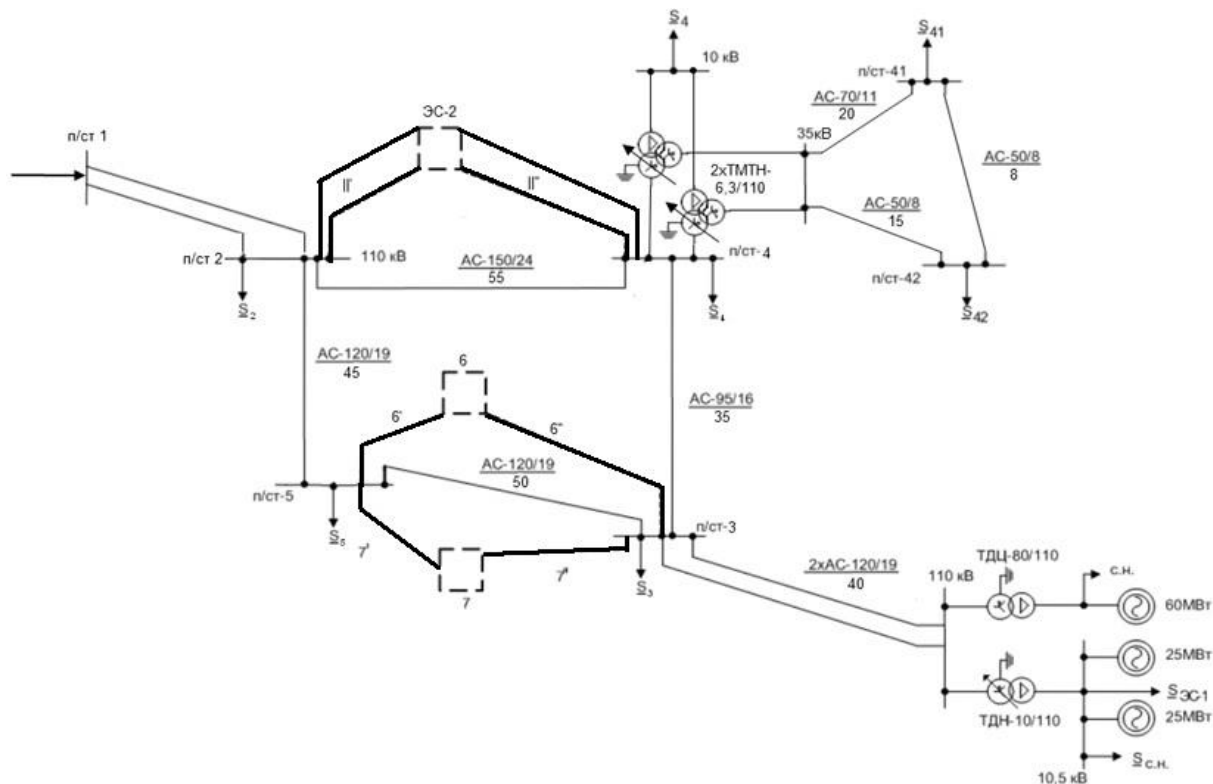 S4
S41
10 кВ
п/ст-41
АС-70/11
20
ЭС-2
35кВ
п/ст 1
АС-50/8
8
2хТМТН-
6,3/110
АС-50/8
15
II'
II"
п/ст 2
110 кВ
АС-150/24
55
п/ст-4
п/ст-42
S2
S4
S42
АС-120/19
45
6
АС-95/16
35
6'
6"
АС-120/19
50
п/ст-5
п/ст-3
S5
7'
7
7"
S3
2хАС-120/19
40
110 кВ
ТДЦ-80/110
с.н.
60МВт
25МВт
SЭС-1
ТДН-10/110
25МВт
Sс.н.
10,5 кВ